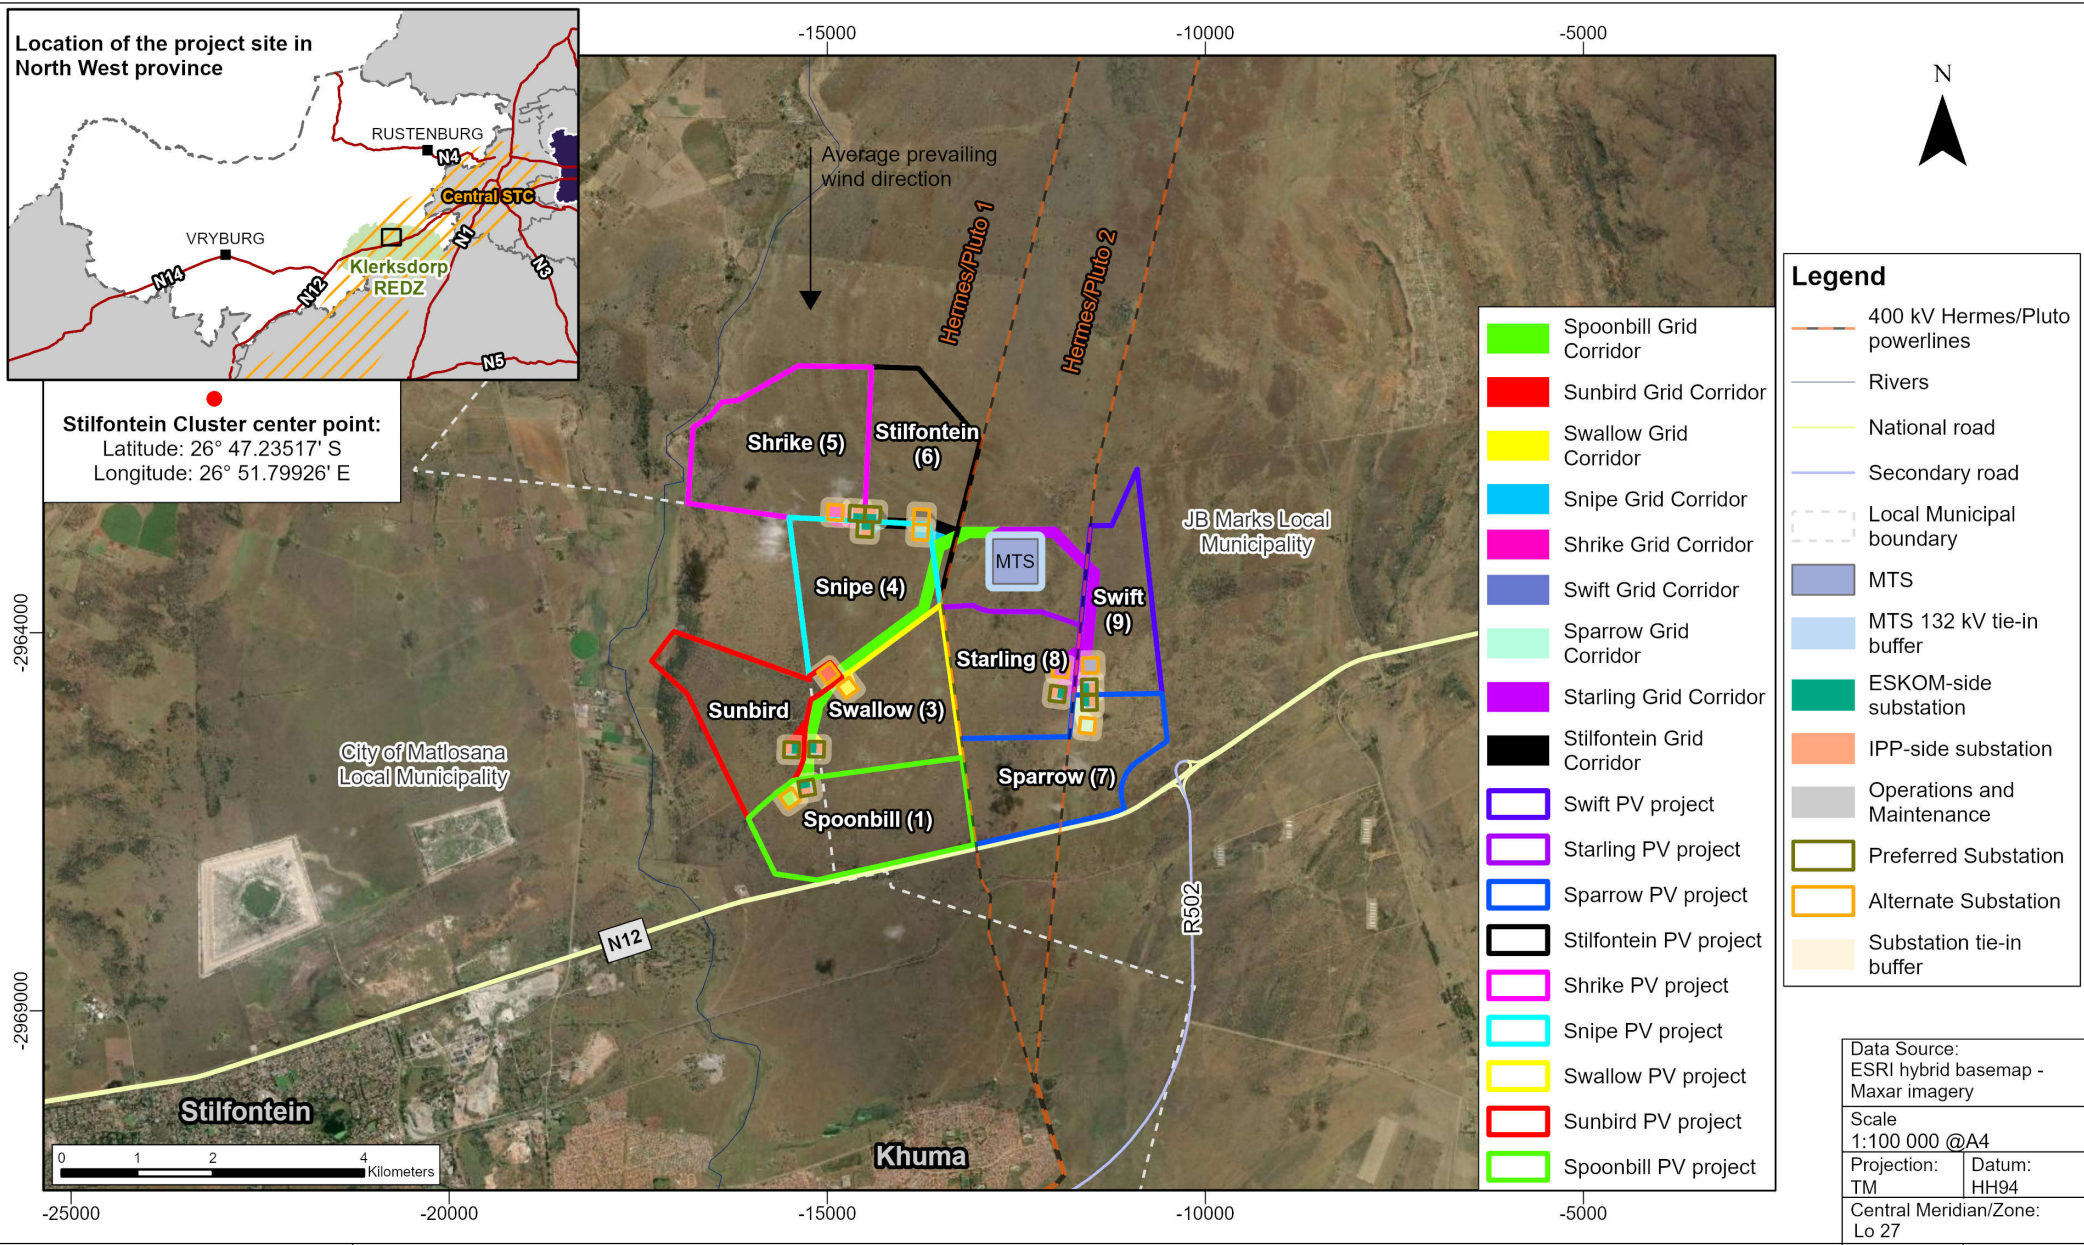 Location of the project site in
North West province
RUSTENBURG
N4
Central STC
VRYBURG
N1
N3
Klerksdorp
REDZ
N14
N12
N5
Stilfontein Cluster center point:
Latitude: 26° 47.23517' S
Longitude: 26° 51.79926' E
-15000
-10000
-5000
N
Average prevailing
wind direction
Hermes/Pluto 1
Hermes/Pluto 2
Shrike (5)
Stilfontein
(6)
JB Marks Local
Municipality
MTS
Snipe (4)
Swift
(9)
Starling (8)
Sunbird
Swallow (3)
City of Matlosana
Local Municipality
Sparrow (7)
Spoonbill (1)
R502
N12
Stilfontein
Khuma
0
1
2
4
Kilometers
-2964000
-2969000
-25000
-20000
-15000
-10000
-5000
Spoonbill Grid
Corridor
Sunbird Grid Corridor
Swallow Grid
Corridor
Snipe Grid Corridor
Shrike Grid Corridor
Swift Grid Corridor
Sparrow Grid
Corridor
Starling Grid Corridor
Stilfontein Grid
Corridor
Swift PV project
Starling PV project
Sparrow PV project
Stilfontein PV project
Shrike PV project
Snipe PV project
Swallow PV project
Sunbird PV project
Spoonbill PV project
Legend
400 kV Hermes/Pluto
powerlines
Rivers
National road
Secondary road
Local Municipal
boundary
MTS
MTS 132 kV tie-in
buffer
ESKOM-side
substation
IPP-side substation
Operations and
Maintenance
Preferred Substation
Alternate Substation
Substation tie-in
buffer
Data Source:
ESRI hybrid basemap -
Maxar imagery
Scale
1:100 000 @A4
Projection:
TM
Datum:
HH94
Central Meridian/Zone:
Lo 27